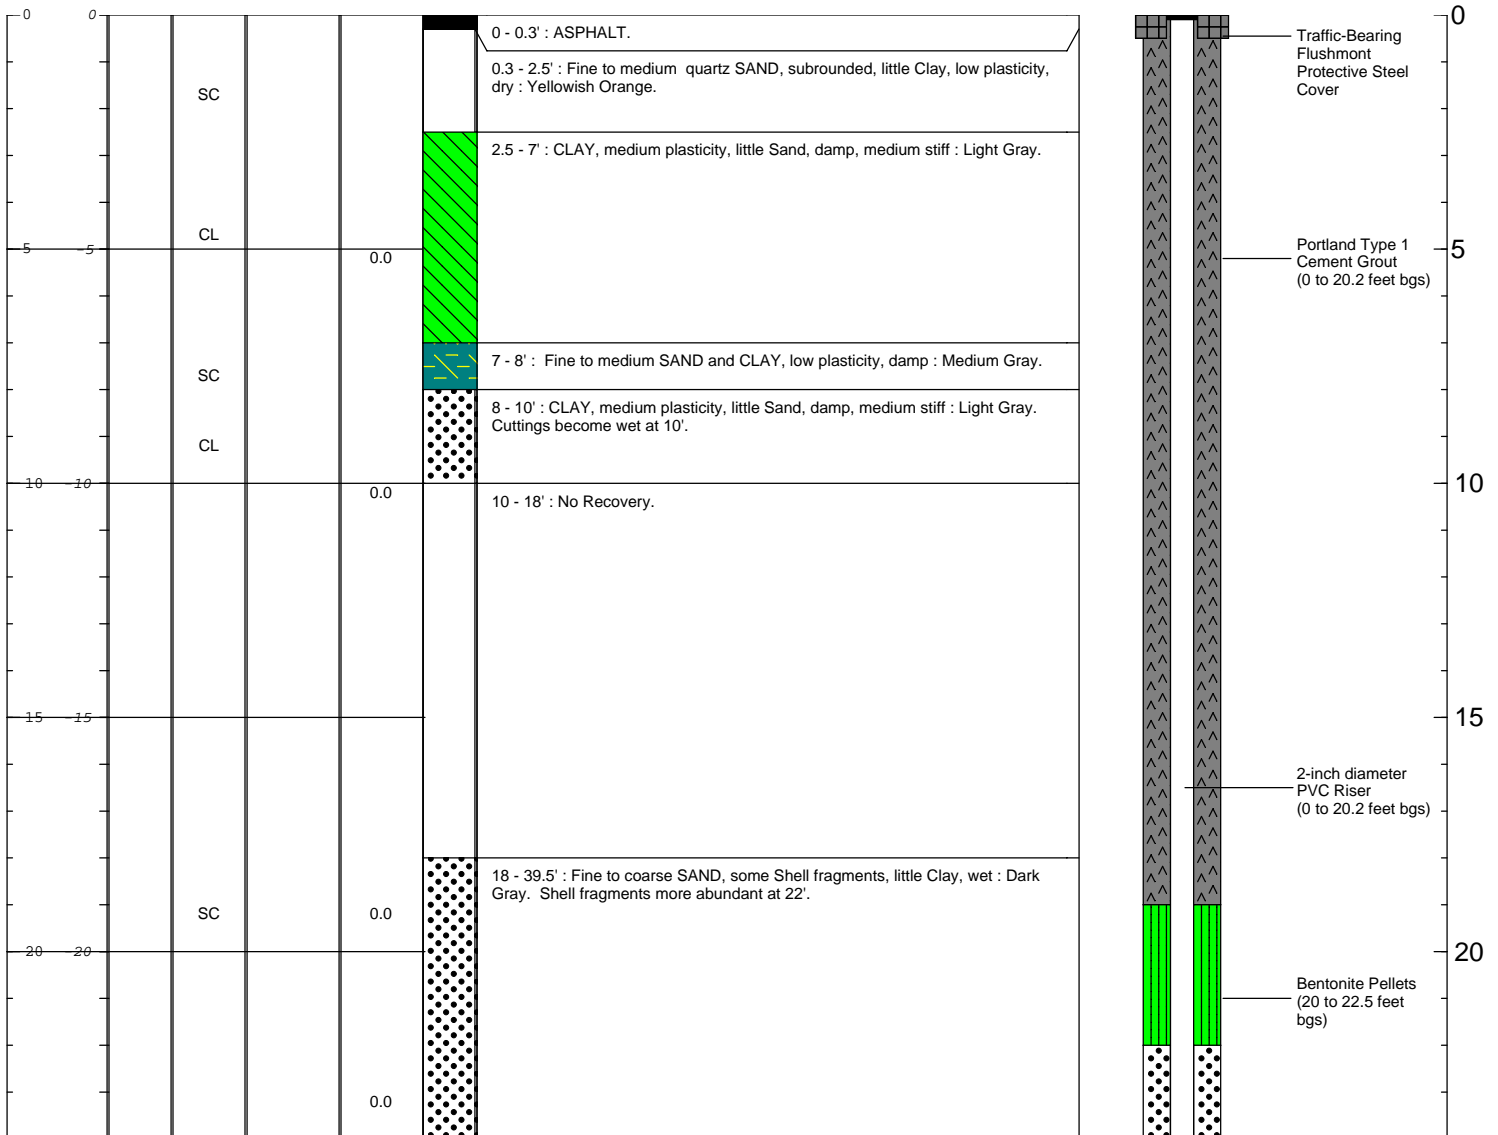 0 0 0
0 - 0.3' : ASPHALT.
Traffic-Bearing
Flushmont
Protective Steel
Cover
0.3 - 2.5' : Fine to medium quartz SAND, subrounded, little Clay, low plasticity,
dry : Yellowish Orange.
SC
2.5 - 7' : CLAY, medium plasticity, little Sand, damp, medium stiff : Light Gray.
CL
5 -5 5
0.0
Portland Type 1
Cement Grout
(0 to 20.2 feet bgs)
7 - 8' : Fine to medium SAND and CLAY, low plasticity, damp : Medium Gray.
SC
8 - 10' : CLAY, medium plasticity, little Sand, damp, medium stiff : Light Gray.
Cuttings become wet at 10'.
CL
10 -10 10
0.0
10 - 18' : No Recovery.
15 -15 15
2-inch diameter
PVC Riser
(0 to 20.2 feet bgs)
18 - 39.5' : Fine to coarse SAND, some Shell fragments, little Clay, wet : Dark
Gray. Shell fragments more abundant at 22'.
SC
0.0
20 -20 20
Bentonite Pellets
(20 to 22.5 feet
bgs)
0.0